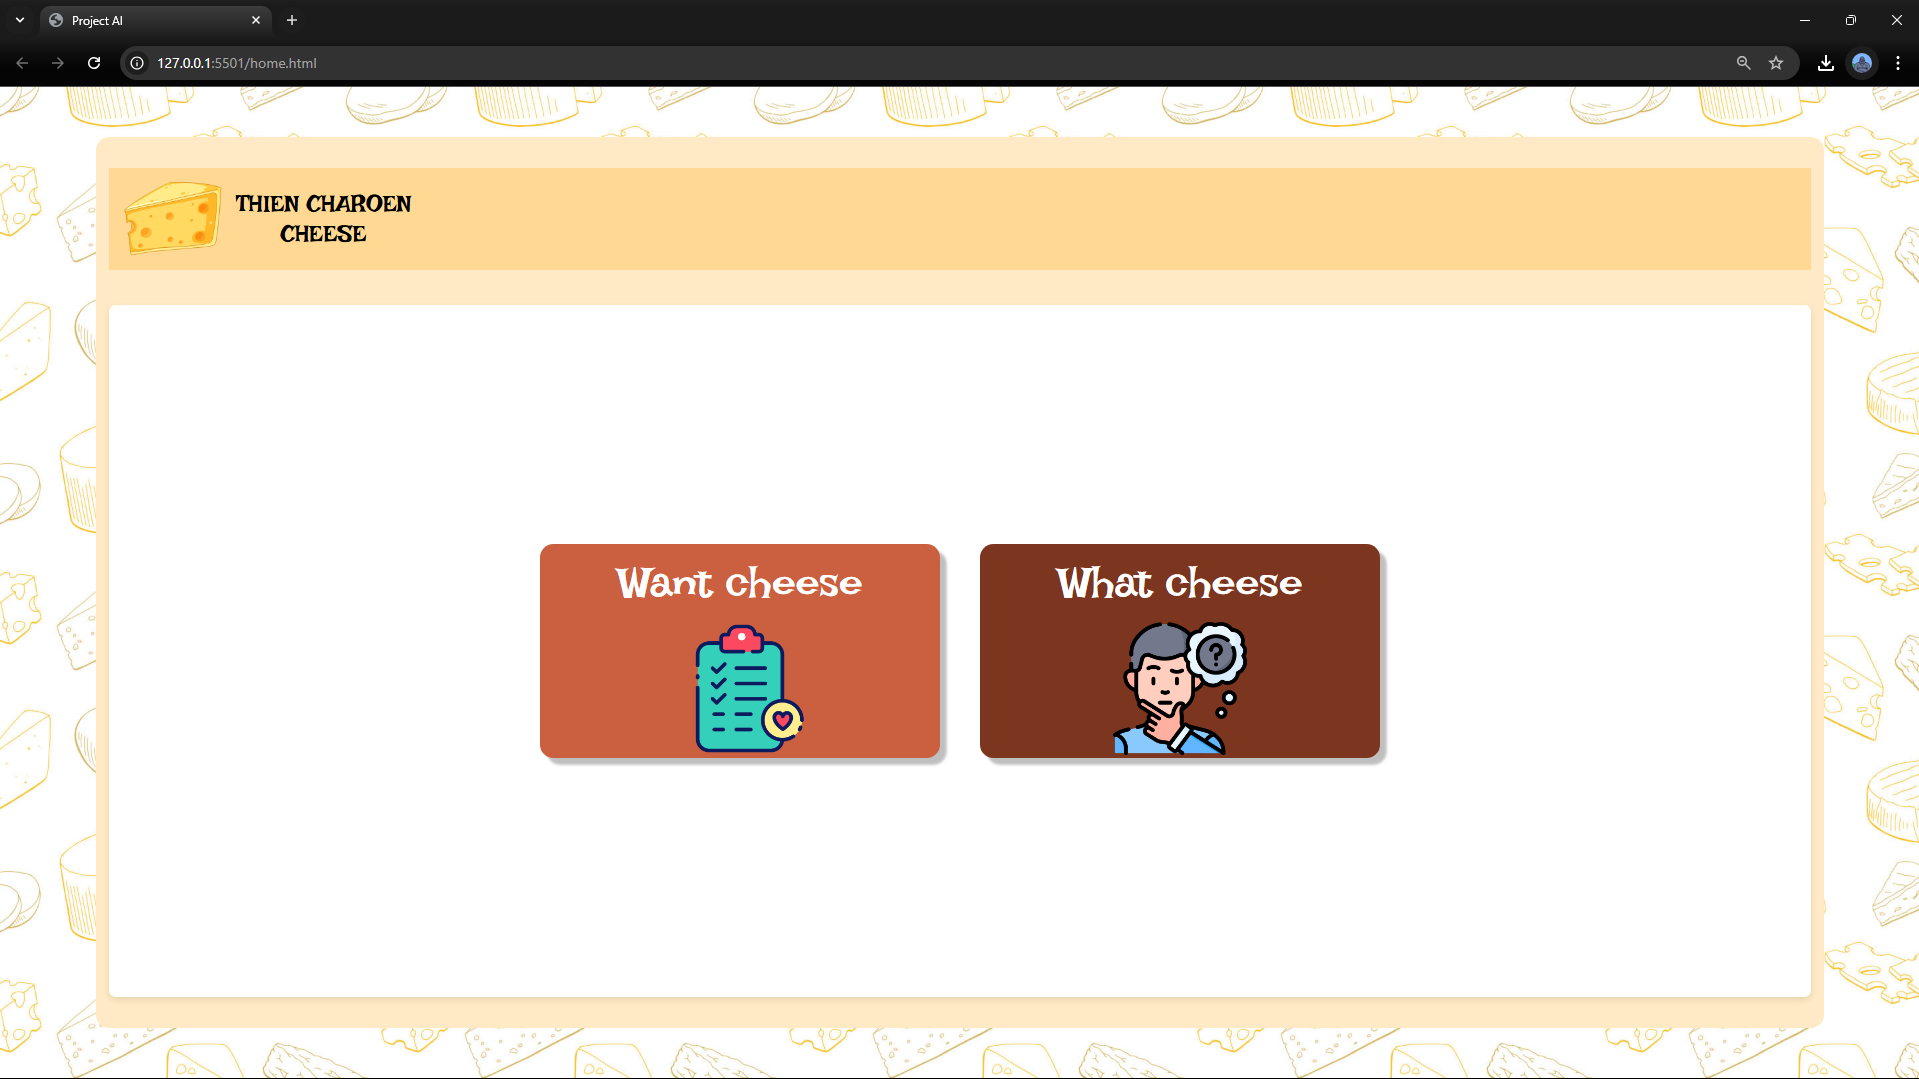 Project AI
127.0.0.1:5501/home.html
THIEN CHAROEN
CHEESE
Want cheese
What cheese
?